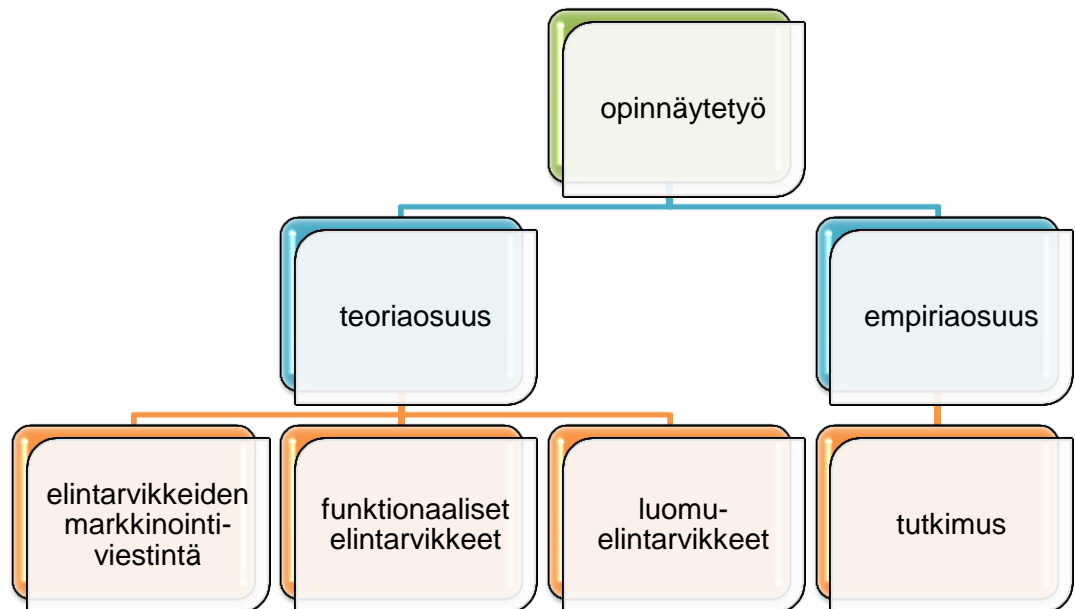 opinnäytetyö
teoriaosuus
empiriaosuus
elintarvikkeiden
markkinointi-
viestintä
funktionaaliset
elintarvikkeet
luomu-
elintarvikkeet
tutkimus